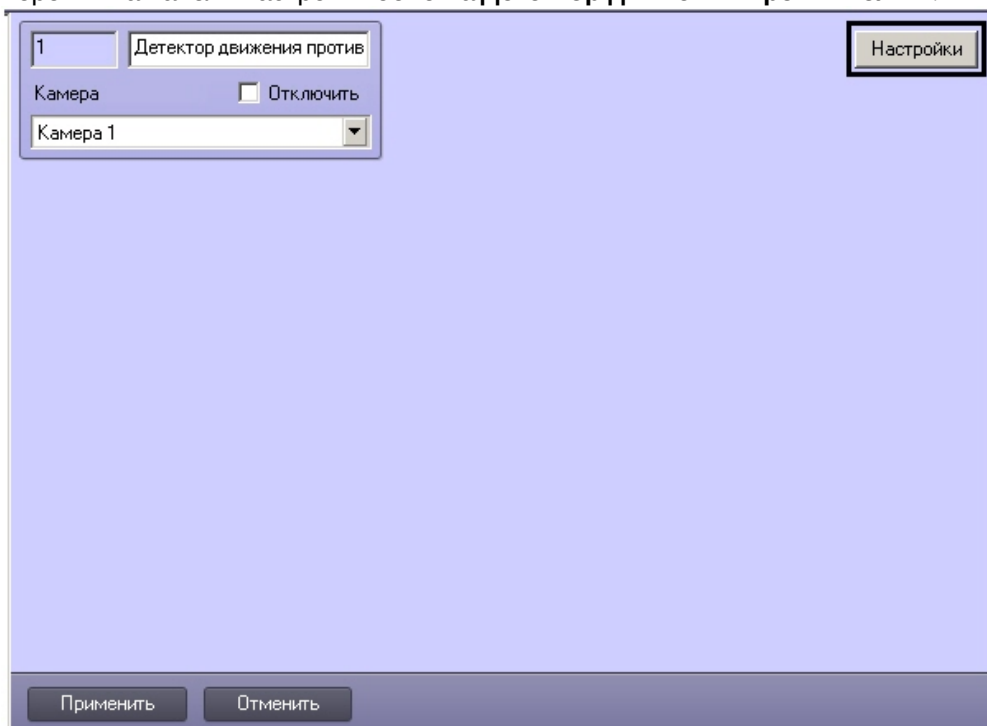 1 Детектор движения против
Настройки
Камера Отключить
Камера 1
Применить Отменить